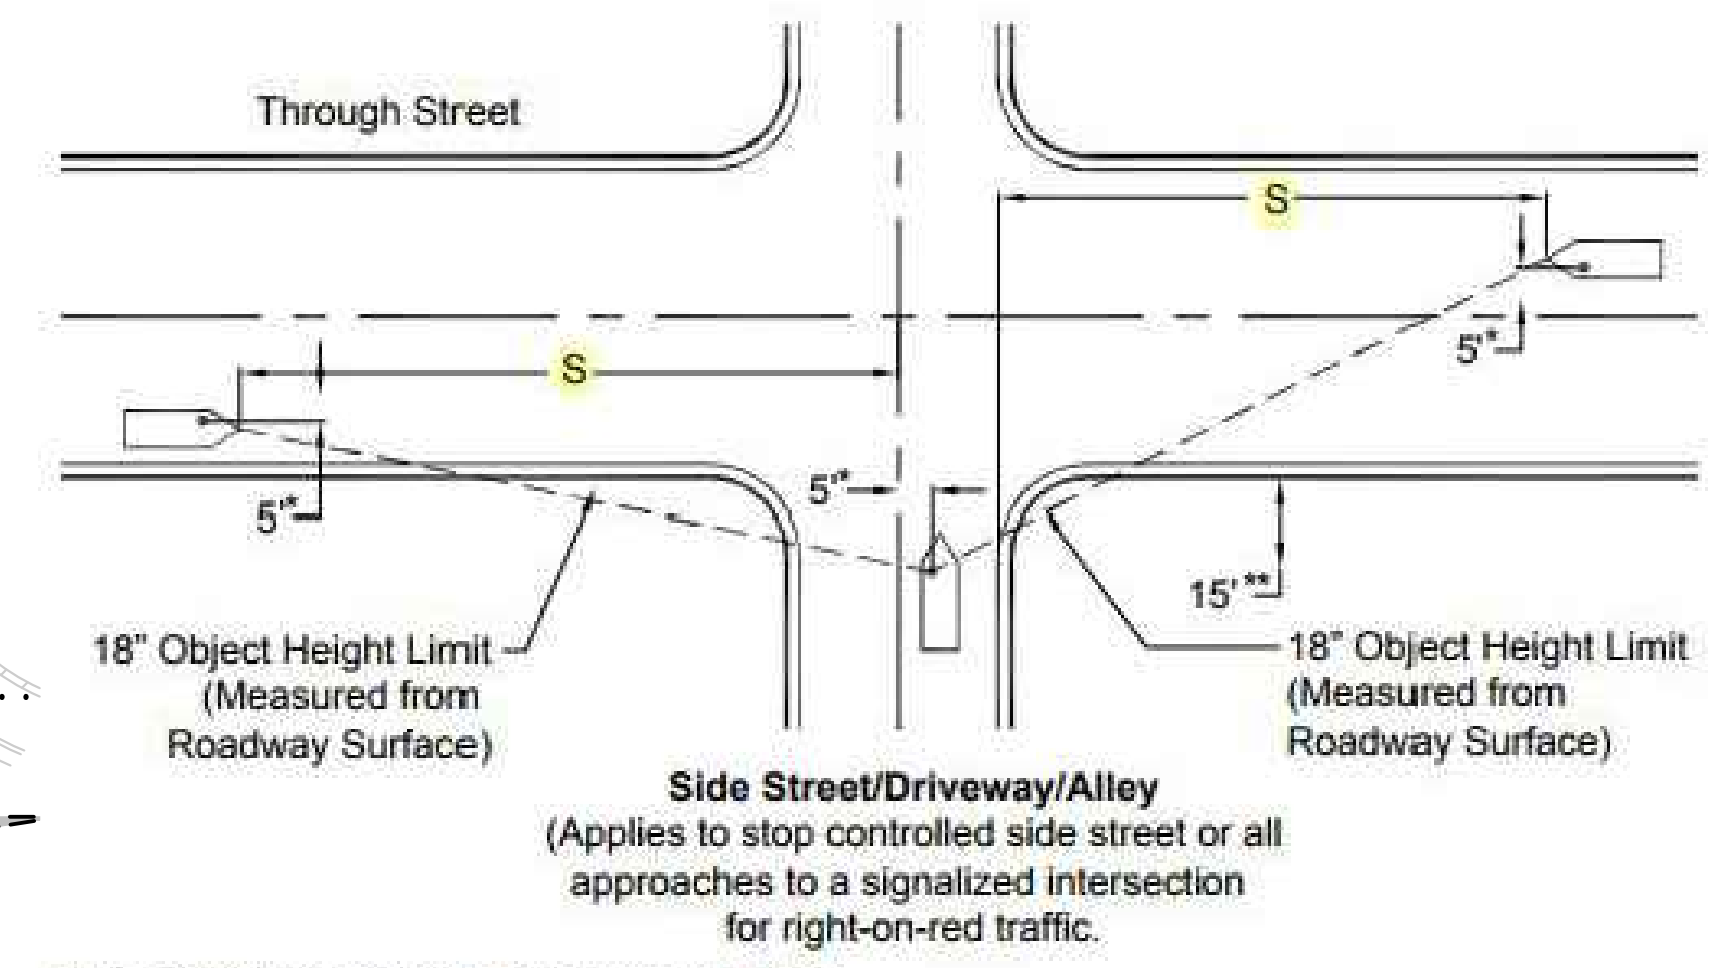 Through Street
S
5'*
S
5'*
5'*
15' **
18" Object Height Limit
(Measured from
Roadway Surface)
18" Object Height Limit
(Measured from
Roadway Surface)
Side Street/Driveway/Alley
(Applies to stop controlled side street or all
approaches to a signalized intersection
for right-on-red traffic.